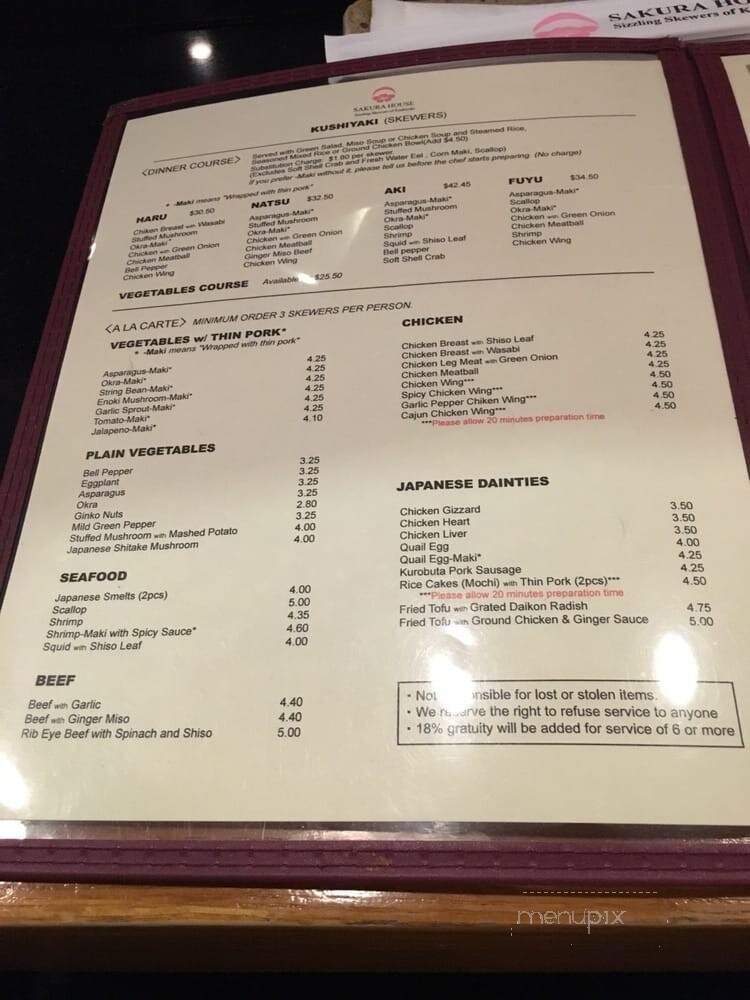 SAKURA HO
Sizzling Skewers of K
SAKURA HOUSE
KUSHIYAKI (SKEWERS)
<DINNER COURSE>
Served with Green Salad, Miso Soup or Chicken Soup and Steamed Rice,
Seasoned Mixed Rice or Ground Chicken Bowl(Add $4.50)
Substitution Charge: $1.80 per skewer.
(Excludes Soft Shell Crab and Fresh Water Eel , Corn Maki, Scallop)
If you prefer -Maki without it, please tell us before the chef starts preparing (No charge)
* -Maki means "Wrapped with thin pork"
HARU $30.50
Chiken Breast with Wasabi
Stuffed Mushroom
Okra-Maki*
Chicken with Green Onion
Chicken Meatball
Bell Pepper
Chicken Wing
NATSU $32.50
Asparagus-Maki*
Stuffed Mushroom
Okra-Maki*
Chicken with Green Onion
Chicken Meatball
Ginger Miso Beef
Chicken Wing
AKI $42.45
Asparagus-Maki*
Stuffed Mushroom
Okra-Maki*
Scallop
Shrimp
Squid with Shiso Leaf
Bell pepper
Soft Shell Crab
FUYU $34.50
Asparagus-Maki*
Scallop
Okra-Maki*
Chicken with Green Onion
Chicken Meatball
Shrimp
Chicken Wing
VEGETABLES COURSE Available $25.50
<A LA CARTE> MINIMUM ORDER 3 SKEWERS PER PERSON.
VEGETABLES w/ THIN PORK*
* -Maki means "Wrapped with thin pork"
Asparagus-Maki* 4.25
Okra-Maki* 4.25
String Bean-Maki* 4.25
Enoki Mushroom-Maki* 4.25
Garlic Sprout-Maki* 4.25
Tomato-Maki* 4.25
Jalapeno-Maki* 4.10
PLAIN VEGETABLES
Bell Pepper 3.25
Eggplant 3.25
Asparagus 3.25
Okra 3.25
Ginko Nuts 2.80
Mild Green Pepper 3.25
Stuffed Mushroom with Mashed Potato 4.00
Japanese Shitake Mushroom 4.00
SEAFOOD
Japanese Smelts (2pcs) 4.00
Scallop 5.00
Shrimp 4.35
Shrimp-Maki with Spicy Sauce* 4.60
Squid with Shiso Leaf 4.00
BEEF
Beef with Garlic 4.40
Beef with Ginger Miso 4.40
Rib Eye Beef with Spinach and Shiso 5.00
CHICKEN
Chicken Breast with Shiso Leaf 4.25
Chicken Breast with Wasabi 4.25
Chicken Leg Meat with Green Onion 4.25
Chicken Meatball 4.25
Chicken Wing*** 4.50
Spicy Chicken Wing*** 4.50
Garlic Pepper Chiken Wing*** 4.50
Cajun Chicken Wing*** 4.50
***Please allow 20 minutes preparation time
JAPANESE DAINTIES
Chicken Gizzard 3.50
Chicken Heart 3.50
Chicken Liver 3.50
Quail Egg 4.00
Quail Egg-Maki* 4.25
Kurobuta Pork Sausage 4.25
Rice Cakes (Mochi) with Thin Pork (2pcs)*** 4.50
***Please allow 20 minutes preparation time
Fried Tofu with Grated Daikon Radish 4.75
Fried Tofu with Ground Chicken & Ginger Sauce 5.00
• Not onsible for lost or stolen items.
• We reserve the right to refuse service to anyone
• 18% gratuity will be added for service of 6 or more
menupix